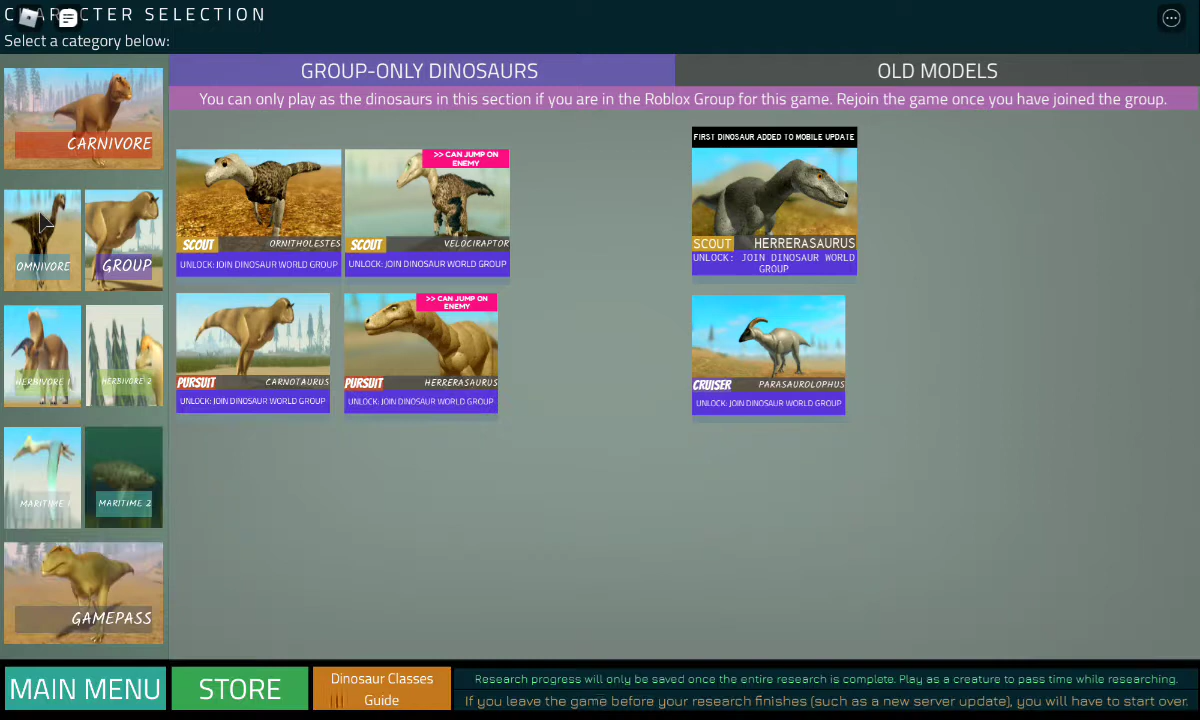 CHARACTER SELECTION
Select a category below:
GROUP-ONLY DINOSAURS
OLD MODELS
You can only play as the dinosaurs in this section if you are in the Roblox Group for this game. Rejoin the game once you have joined the group.
CARNIVORE
OMNIVORE
GROUP
HERBIVORE 1
HERBIVORE 2
MARITIME 1
MARITIME 2
GAMEPASS
SCOUT
ORNITHOLESTES
UNLOCK: JOIN DINOSAUR WORLD GROUP
>> CAN JUMP ON
ENEMY
SCOUT
VELOCIRAPTOR
UNLOCK: JOIN DINOSAUR WORLD GROUP
PURSUIT
CARNOTAURUS
UNLOCK: JOIN DINOSAUR WORLD GROUP
>> CAN JUMP ON
ENEMY
PURSUIT
HERRERASAURUS
UNLOCK: JOIN DINOSAUR WORLD GROUP
FIRST DINOSAUR ADDED TO MOBILE UPDATE
SCOUT
HERRERASAURUS
UNLOCK: JOIN DINOSAUR WORLD
GROUP
CRUISER
PARASAUROLOPHUS
UNLOCK: JOIN DINOSAUR WORLD GROUP
MAIN MENU
STORE
Dinosaur Classes
Guide
Research progress will only be saved once the entire research is complete. Play as a creature to pass time while researching.
If you leave the game before your research finishes (such as a new server update), you will have to start over.